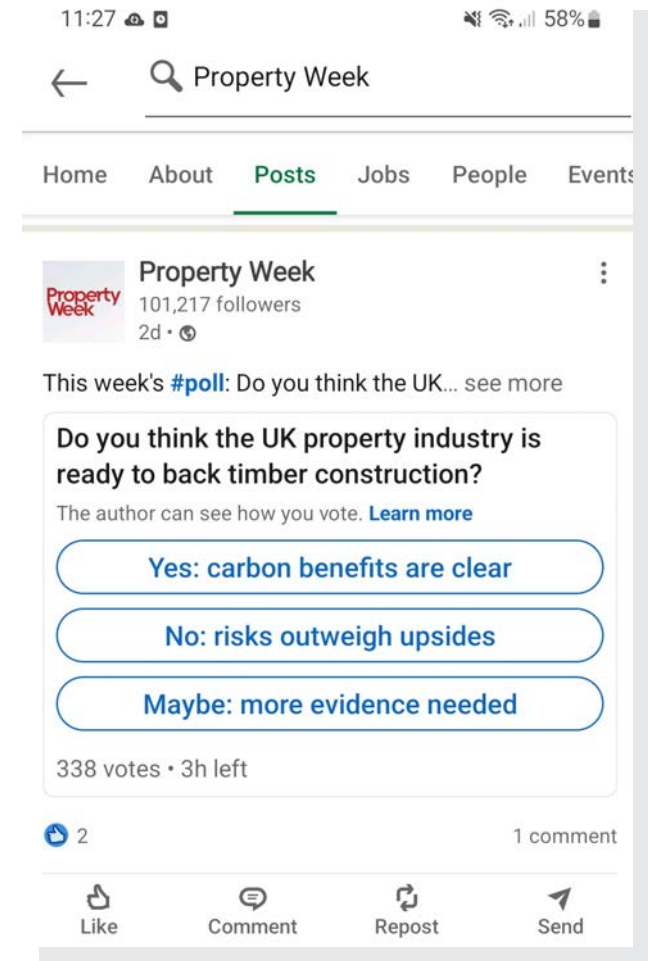 11:27 58%
Property Week
Home About Posts Jobs People Events
Property
Week
Property Week
101,217 followers
2d •
This week's #poll: Do you think the UK... see more
Do you think the UK property industry is
ready to back timber construction?
The author can see how you vote. Learn more
Yes: carbon benefits are clear
No: risks outweigh upsides
Maybe: more evidence needed
338 votes • 3h left
2 1 comment
Like Comment Repost Send